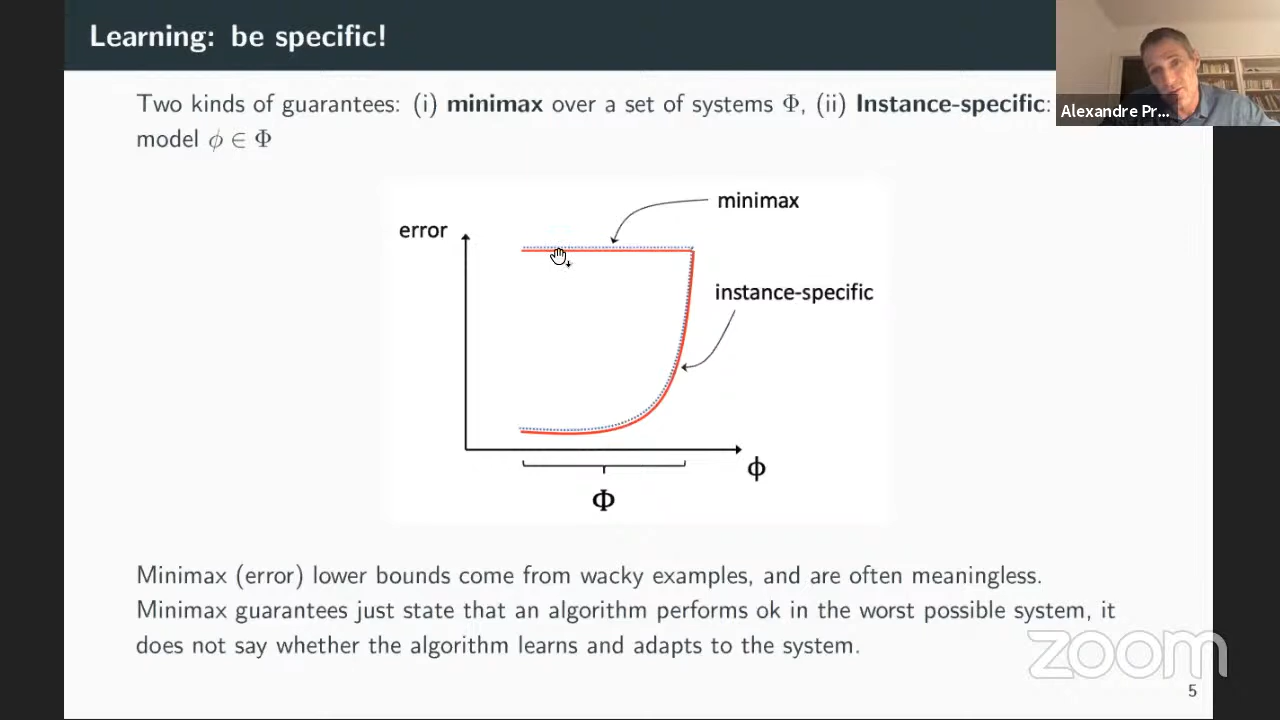 Learning: be specific!
Alexandre Pr...
Two kinds of guarantees: (i) minimax over a set of systems Φ, (ii) Instance-specific:
model ϕ ∈ Φ
minimax
error
instance-specific
ϕ
Φ
Minimax (error) lower bounds come from wacky examples, and are often meaningless.
Minimax guarantees just state that an algorithm performs ok in the worst possible system, it
does not say whether the algorithm learns and adapts to the system.
zoom
5